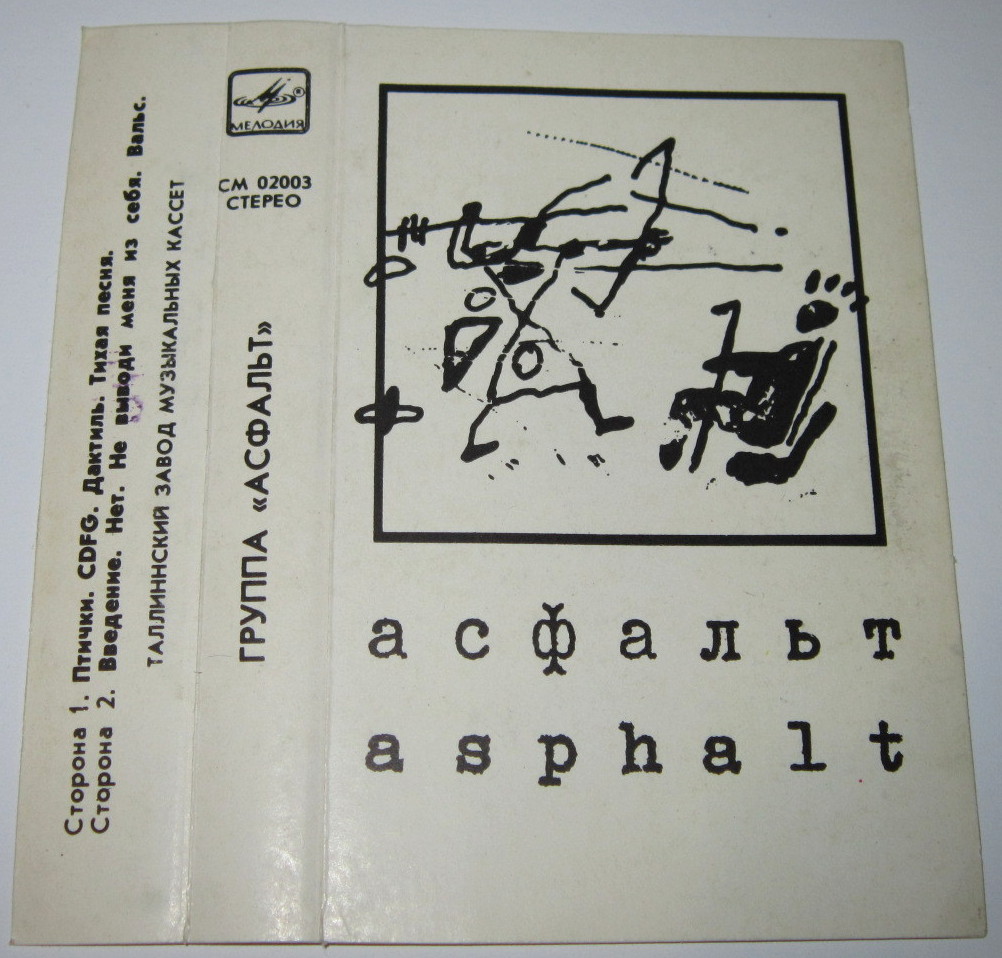 Сторона 1. Птички. CDFG. Дактиль. Тихая песня.
Сторона 2. Введение. Нет. Не выводи меня из себя. Вальс.
ТАЛЛИННСКИЙ ЗАВОД МУЗЫКАЛЬНЫХ КАССЕТ
МЕЛОДИЯ
СМ 02003
СТЕРЕО
ГРУППА «АСФАЛЬТ»
асфальт
asphalt